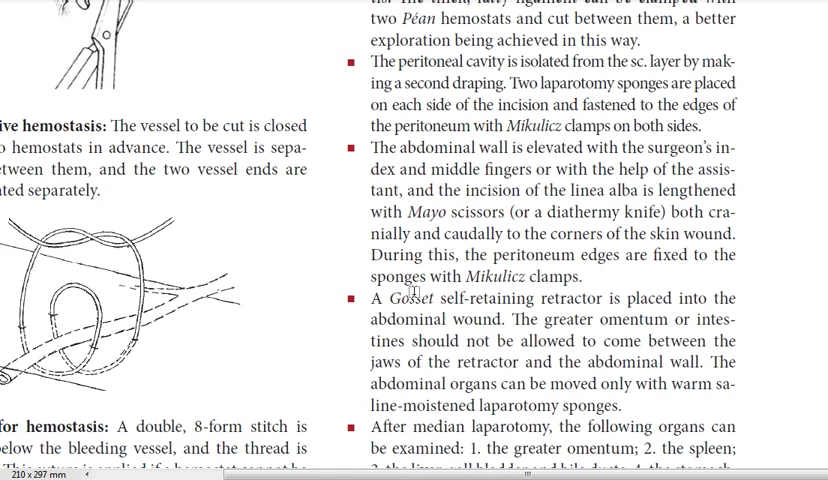 ive hemostasis: The vessel to be cut is closed
o hemostats in advance. The vessel is sepa-
etween them, and the two vessel ends are
ated separately.
for hemostasis: A double, 8-form stitch is
elow the bleeding vessel, and the thread is
two Péan hemostats and cut between them, a better
exploration being achieved in this way.
■ The peritoneal cavity is isolated from the sc. layer by mak-
ing a second draping. Two laparotomy sponges are placed
on each side of the incision and fastened to the edges of
the peritoneum with Mikulicz clamps on both sides.
■ The abdominal wall is elevated with the surgeon's in-
dex and middle fingers or with the help of the assis-
tant, and the incision of the linea alba is lengthened
with Mayo scissors (or a diathermy knife) both cra-
nially and caudally to the corners of the skin wound.
During this, the peritoneum edges are fixed to the
sponges with Mikulicz clamps.
■ A Gosset self-retaining retractor is placed into the
abdominal wound. The greater omentum or intes-
tines should not be allowed to come between the
jaws of the retractor and the abdominal wall. The
abdominal organs can be moved only with warm sa-
line-moistened laparotomy sponges.
■ After median laparotomy, the following organs can
be examined: 1. the greater omentum; 2. the spleen;
210 x 297 mm